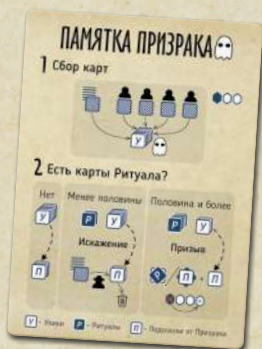 ПАМЯТКА ПРИЗРАКА
1 Сбор карт
У
2 Есть карты Ритуала?
Нет
Менее половины
Половина и более
У
Р
У
Р
У
Искажение
Призыв
П
П
Р
П
П
У - Улики
Р - Ритуалы
П - Подсказки от Призрака